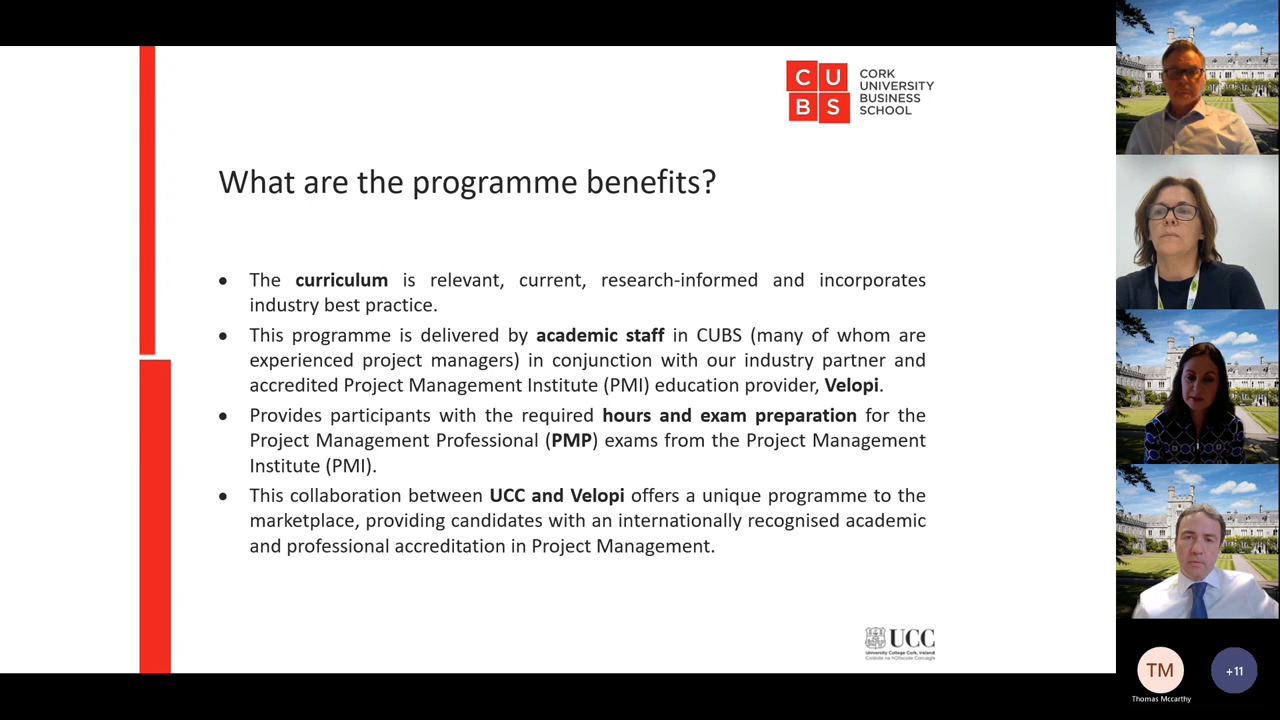 CU
BS
CORK
UNIVERSITY
BUSINESS
SCHOOL
What are the programme benefits?
• The curriculum is relevant, current, research-informed and incorporates
industry best practice.
• This programme is delivered by academic staff in CUBS (many of whom are
experienced project managers) in conjunction with our industry partner and
accredited Project Management Institute (PMI) education provider, Velopi.
• Provides participants with the required hours and exam preparation for the
Project Management Professional (PMP) exams from the Project Management
Institute (PMI).
• This collaboration between UCC and Velopi offers a unique programme to the
marketplace, providing candidates with an internationally recognised academic
and professional accreditation in Project Management.
UCC
University College Cork, Ireland
Coláiste na hOllscoile Corcaigh
TM
+11
Thomas Mccarthy